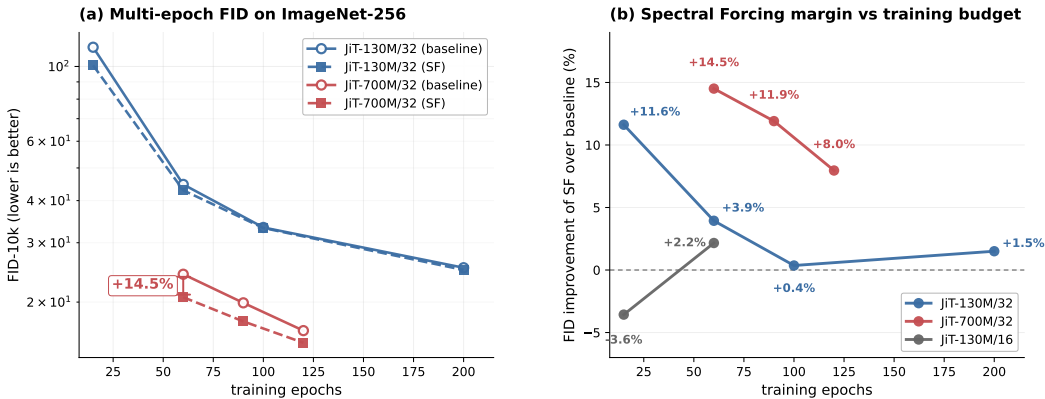 (a) Multi-epoch FID on ImageNet-256
FID-10k (lower is better)
10²
6 × 10¹
4 × 10¹
3 × 10¹
2 × 10¹
JiT-130M/32 (baseline)
JiT-130M/32 (SF)
JiT-700M/32 (baseline)
JiT-700M/32 (SF)
+14.5%
25 50 75 100 125 150 175 200
training epochs
(b) Spectral Forcing margin vs training budget
FID improvement of SF over baseline (%)
15
10
5
0
−5
+14.5%
+11.9%
+11.6%
+8.0%
+3.9%
+2.2%
+1.5%
+0.4%
-3.6%
JiT-130M/32
JiT-700M/32
JiT-130M/16
25 50 75 100 125 150 175 200
training epochs